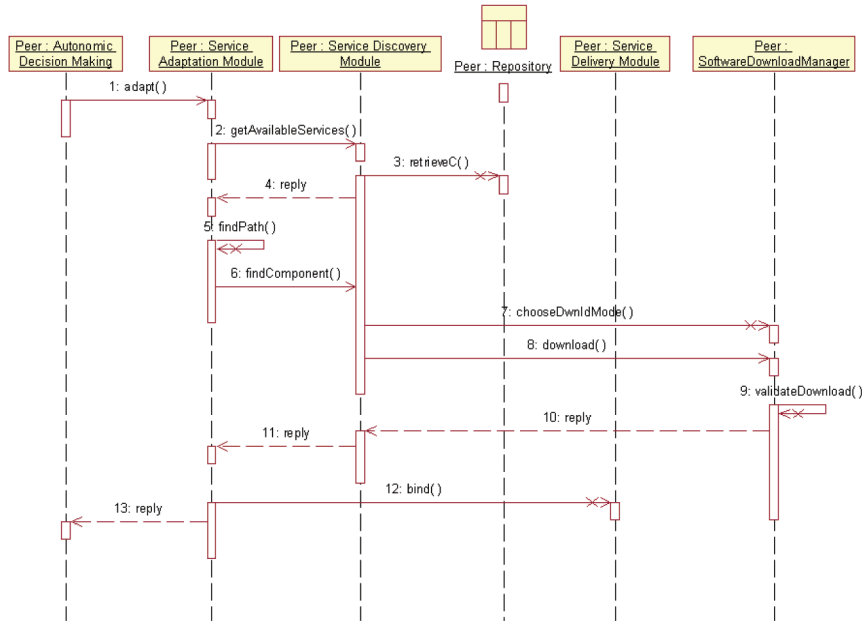 Peer : Autonomic
Decision Making
Peer : Service
Adaptation Module
Peer : Service Discovery
Module
Peer : Repository
Peer : Service
Delivery Module
Peer :
SoftwareDownloadManager
1: adapt( )
2: getAvailableServices( )
3: retrieveC( )
4: reply
5: findPath( )
6: findComponent( )
7: chooseDwnldMode( )
8: download( )
9: validateDownload( )
10: reply
11: reply
12: bind( )
13: reply